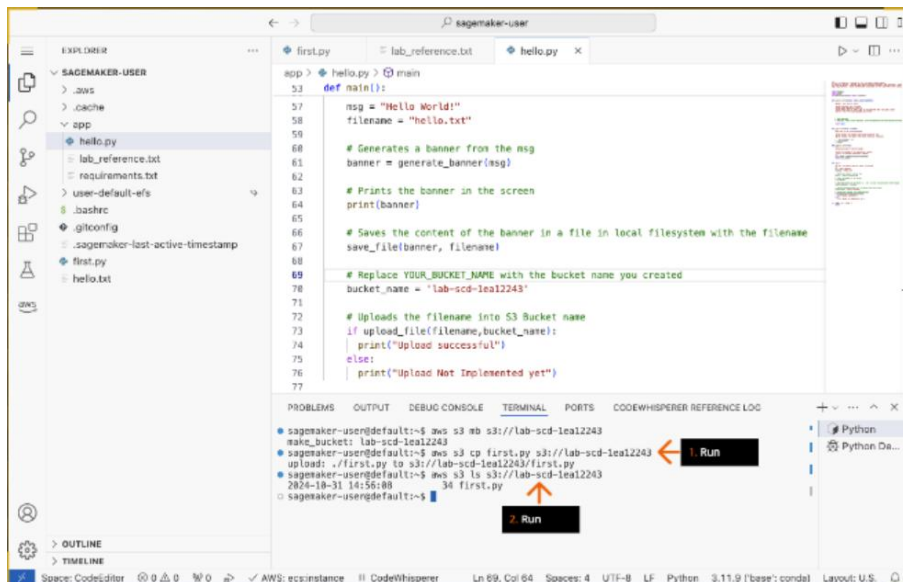 sagemaker-user
EXPLORER
SAGEMAKER-USER
.aws
.cache
app
hello.py
lab_reference.txt
requirements.txt
user-default-efs
.bashrc
.gitconfig
.sagemaker-last-active-timestamp
first.py
hello.txt
OUTLINE
TIMELINE
first.py lab_reference.txt hello.py
app > hello.py > main
53 def main():
57 msg = "Hello World!"
58 filename = "hello.txt"
59
60 # Generates a banner from the msg
61 banner = generate_banner(msg)
62
63 # Prints the banner in the screen
64 print(banner)
65
66 # Saves the content of the banner in a file in local filesystem with the filename
67 save_file(banner, filename)
68
69 # Replace YOUR_BUCKET_NAME with the bucket name you created
70 bucket_name = 'lab-scd-1ea12243'
71
72 # Uploads the filename into S3 Bucket name
73 if upload_file(filename,bucket_name):
74 print("Upload successful")
75 else:
76 print("Upload Not Implemented yet")
77
PROBLEMS OUTPUT DEBUG CONSOLE TERMINAL PORTS CODEWHISPERER REFERENCE LOG
sagemaker-user@default:~$ aws s3 mb s3://lab-scd-1ea12243
make_bucket: lab-scd-1ea12243
sagemaker-user@default:~$ aws s3 cp first.py s3://lab-scd-1ea12243
upload: ./first.py to s3://lab-scd-1ea12243/first.py
sagemaker-user@default:~$ aws s3 ls s3://lab-scd-1ea12243
2024-10-31 14:56:08 34 first.py
sagemaker-user@default:~$
1. Run
2. Run
Python
Python De...
aws
Space: CodeEditor 0 0 0 AWS: ecs:instance CodeWhisperer Ln 69, Col 64 Spaces: 4 UTF-8 LF Python 3.11.9 ('base': conda) Layout: U.S.